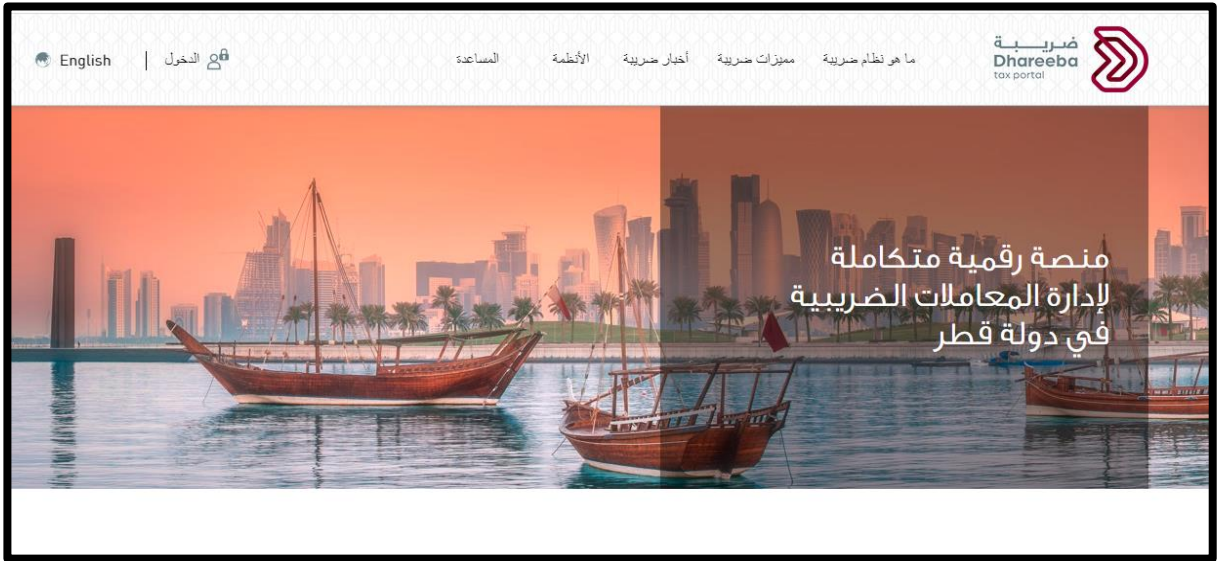 ضريبة
Dhareeba
tax portal
ما هو نظام ضريبة
مميزات ضريبة
أخبار ضريبة
الأنظمة
المساعدة
الدخول
English
منصة رقمية متكاملة
لإدارة المعاملات الضريبية
في دولة قطر